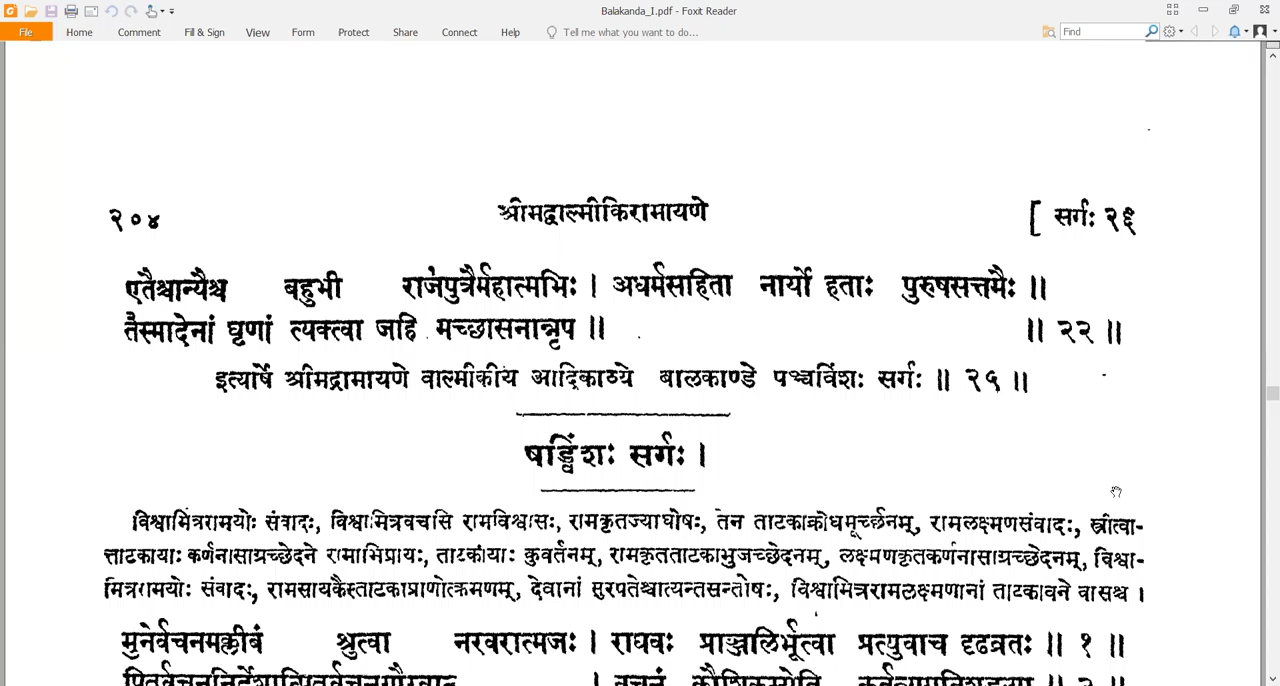 Balakanda_I.pdf - Foxit Reader
File Home Comment Fill & Sign View Form Protect Share Connect Help Tell me what you want to do... Find
२०४ श्रीमद्वाल्मीकिरामायणे [ सर्गः २६
एतैश्चान्यैश्च बहुभी राजपुत्रैर्महात्मभिः । अधर्मसहिता नार्यो हताः पुरुषसत्तमैः ॥
तस्मादेनां घृणां त्यक्त्वा जहि मच्छासनान्नृप ॥ ॥ २२ ॥
इत्यार्षे श्रीमद्रामायणे वाल्मीकीय आदिकाव्ये बालकाण्डे पञ्चविंशः सर्गः ॥ २५ ॥
षड्विंशः सर्गः ।
विश्वामित्ररामयोः संवादः, विश्वामित्रवचसि रामविश्वासः, रामकृतज्याघोषः, तेन ताटकाक्रोधमूर्च्छनम्, रामलक्ष्मणसंवादः, स्त्रीत्वा-
त्ताटकायाः कर्णनासाग्रच्छेदने रामाभिप्रायः, ताटकायाः कुवर्तनम्, रामकृतताटकाभुजच्छेदनम्, लक्ष्मणकृतकर्णनासाग्रच्छेदनम्, विश्वा-
मित्ररामयोः संवादः, रामसायकैस्ताटकाप्राणोत्क्रमणम्, देवानां सुरपतेश्चात्यन्तसन्तोषः, विश्वामित्ररामलक्ष्मणानां ताटकावने वासश्च ।
मुनेर्वचनमक्लीबं श्रुत्वा नरवरात्मजः । राघवः प्राञ्जलिर्भूत्वा प्रत्युवाच दृढव्रतः ॥ १ ॥